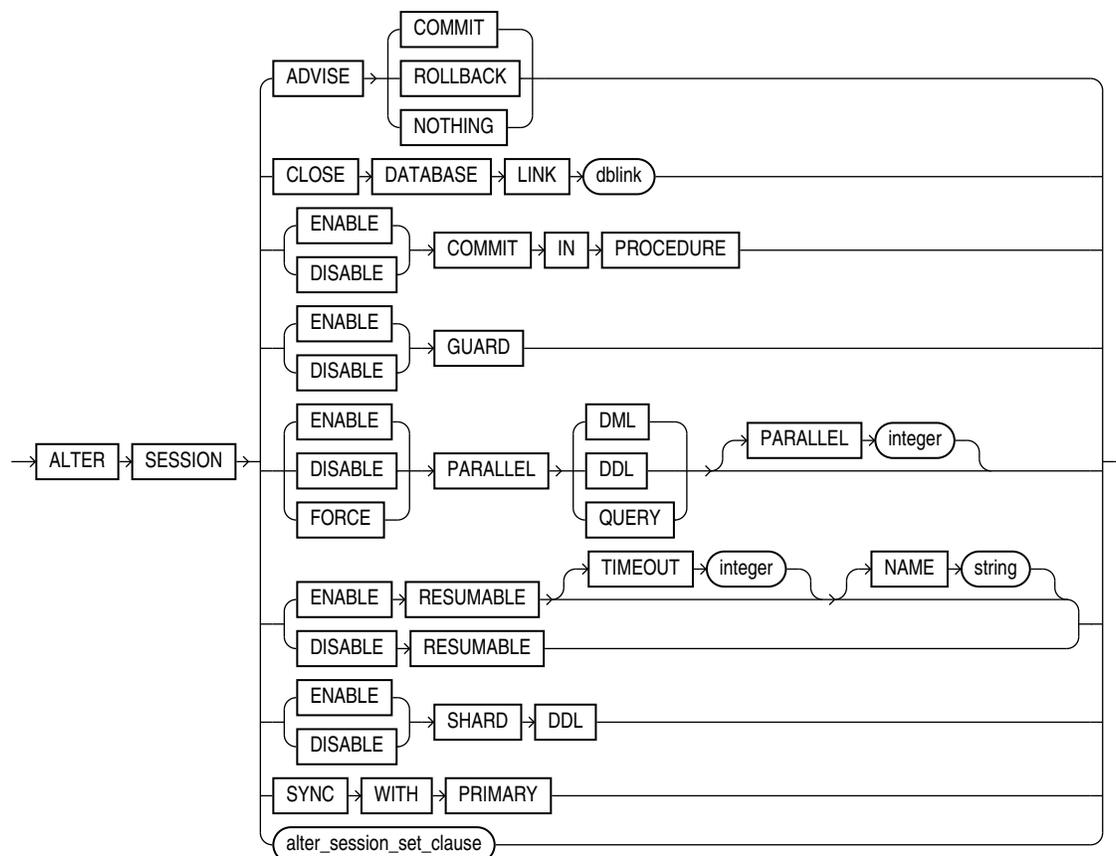 COMMIT
ADVISE ROLLBACK
NOTHING
CLOSE DATABASE LINK dblink
ENABLE
COMMIT IN PROCEDURE
DISABLE
ENABLE
GUARD
DISABLE
ENABLE DML PARALLEL integer
ALTER SESSION DISABLE PARALLEL DDL
FORCE QUERY
TIMEOUT integer NAME string
ENABLE RESUMABLE
DISABLE RESUMABLE
ENABLE
SHARD DDL
DISABLE
SYNC WITH PRIMARY
alter_session_set_clause